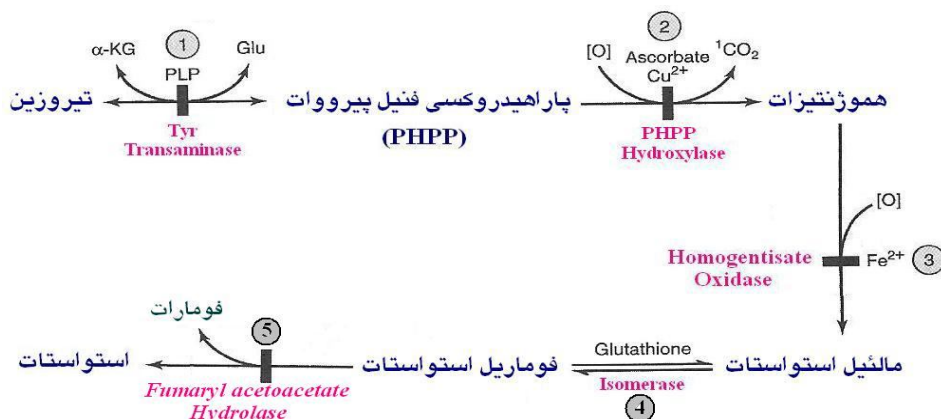 α-KG
1
PLP
Glu
تیروزین
Tyr
Transaminase
پاراهیدروکسی فنیل پیرووات
(PHPP)
[O]
2
Ascorbate
Cu²⁺
¹CO₂
PHPP
Hydroxylase
هموژنتیزات
[O]
Homogentisate
Oxidase
Fe²⁺
3
مالئیل استواستات
Glutathione
Isomerase
4
فوماریل استواستات
5
فومارات
Fumaryl acetoacetate
Hydrolase
استواستات